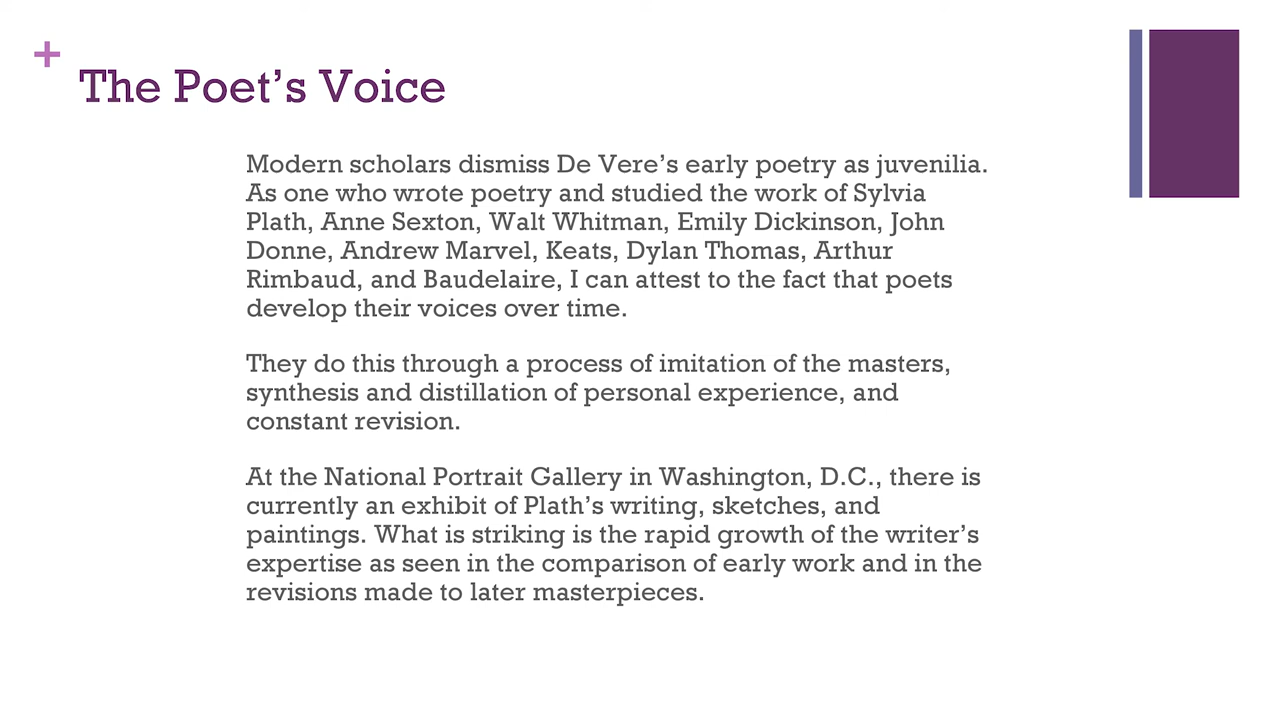 +
The Poet’s Voice
Modern scholars dismiss De Vere’s early poetry as juvenilia.
As one who wrote poetry and studied the work of Sylvia
Plath, Anne Sexton, Walt Whitman, Emily Dickinson, John
Donne, Andrew Marvel, Keats, Dylan Thomas, Arthur
Rimbaud, and Baudelaire, I can attest to the fact that poets
develop their voices over time.
They do this through a process of imitation of the masters,
synthesis and distillation of personal experience, and
constant revision.
At the National Portrait Gallery in Washington, D.C., there is
currently an exhibit of Plath’s writing, sketches, and
paintings. What is striking is the rapid growth of the writer’s
expertise as seen in the comparison of early work and in the
revisions made to later masterpieces.